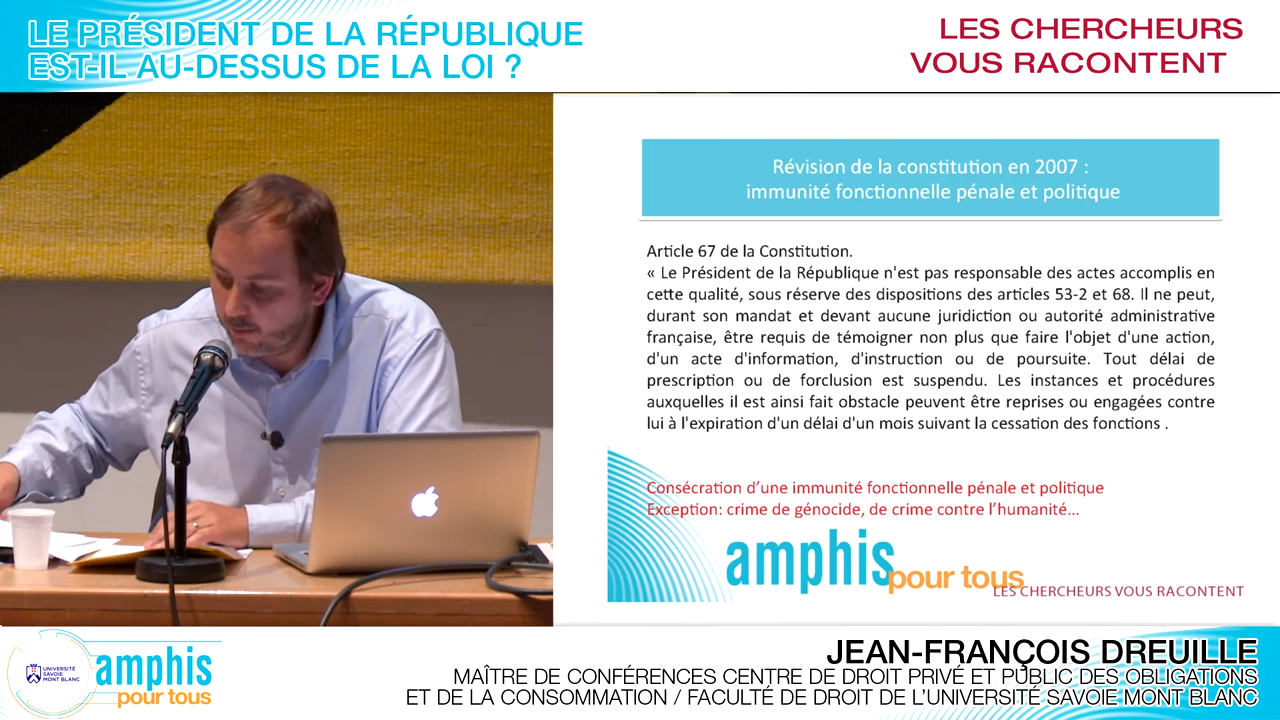 LE PRÉSIDENT DE LA RÉPUBLIQUE
EST-IL AU-DESSUS DE LA LOI ?
LES CHERCHEURS
VOUS RACONTENT
Révision de la constitution en 2007 :
immunité fonctionnelle pénale et politique
Article 67 de la Constitution.
« Le Président de la République n'est pas responsable des actes accomplis en
cette qualité, sous réserve des dispositions des articles 53-2 et 68. Il ne peut,
durant son mandat et devant aucune juridiction ou autorité administrative
française, être requis de témoigner non plus que faire l'objet d'une action,
d'un acte d'information, d'instruction ou de poursuite. Tout délai de
prescription ou de forclusion est suspendu. Les instances et procédures
auxquelles il est ainsi fait obstacle peuvent être reprises ou engagées contre
lui à l'expiration d'un délai d'un mois suivant la cessation des fonctions .
Consécration d’une immunité fonctionnelle pénale et politique
Exception: crime de génocide, de crime contre l’humanité…
amphis
pour tous
LES CHERCHEURS VOUS RACONTENT
UNIVERSITÉ
SAVOIE
MONT BLANC
amphis
pour tous
JEAN-FRANÇOIS DREUILLE
MAÎTRE DE CONFÉRENCES CENTRE DE DROIT PRIVÉ ET PUBLIC DES OBLIGATIONS
ET DE LA CONSOMMATION / FACULTÉ DE DROIT DE L’UNIVERSITÉ SAVOIE MONT BLANC